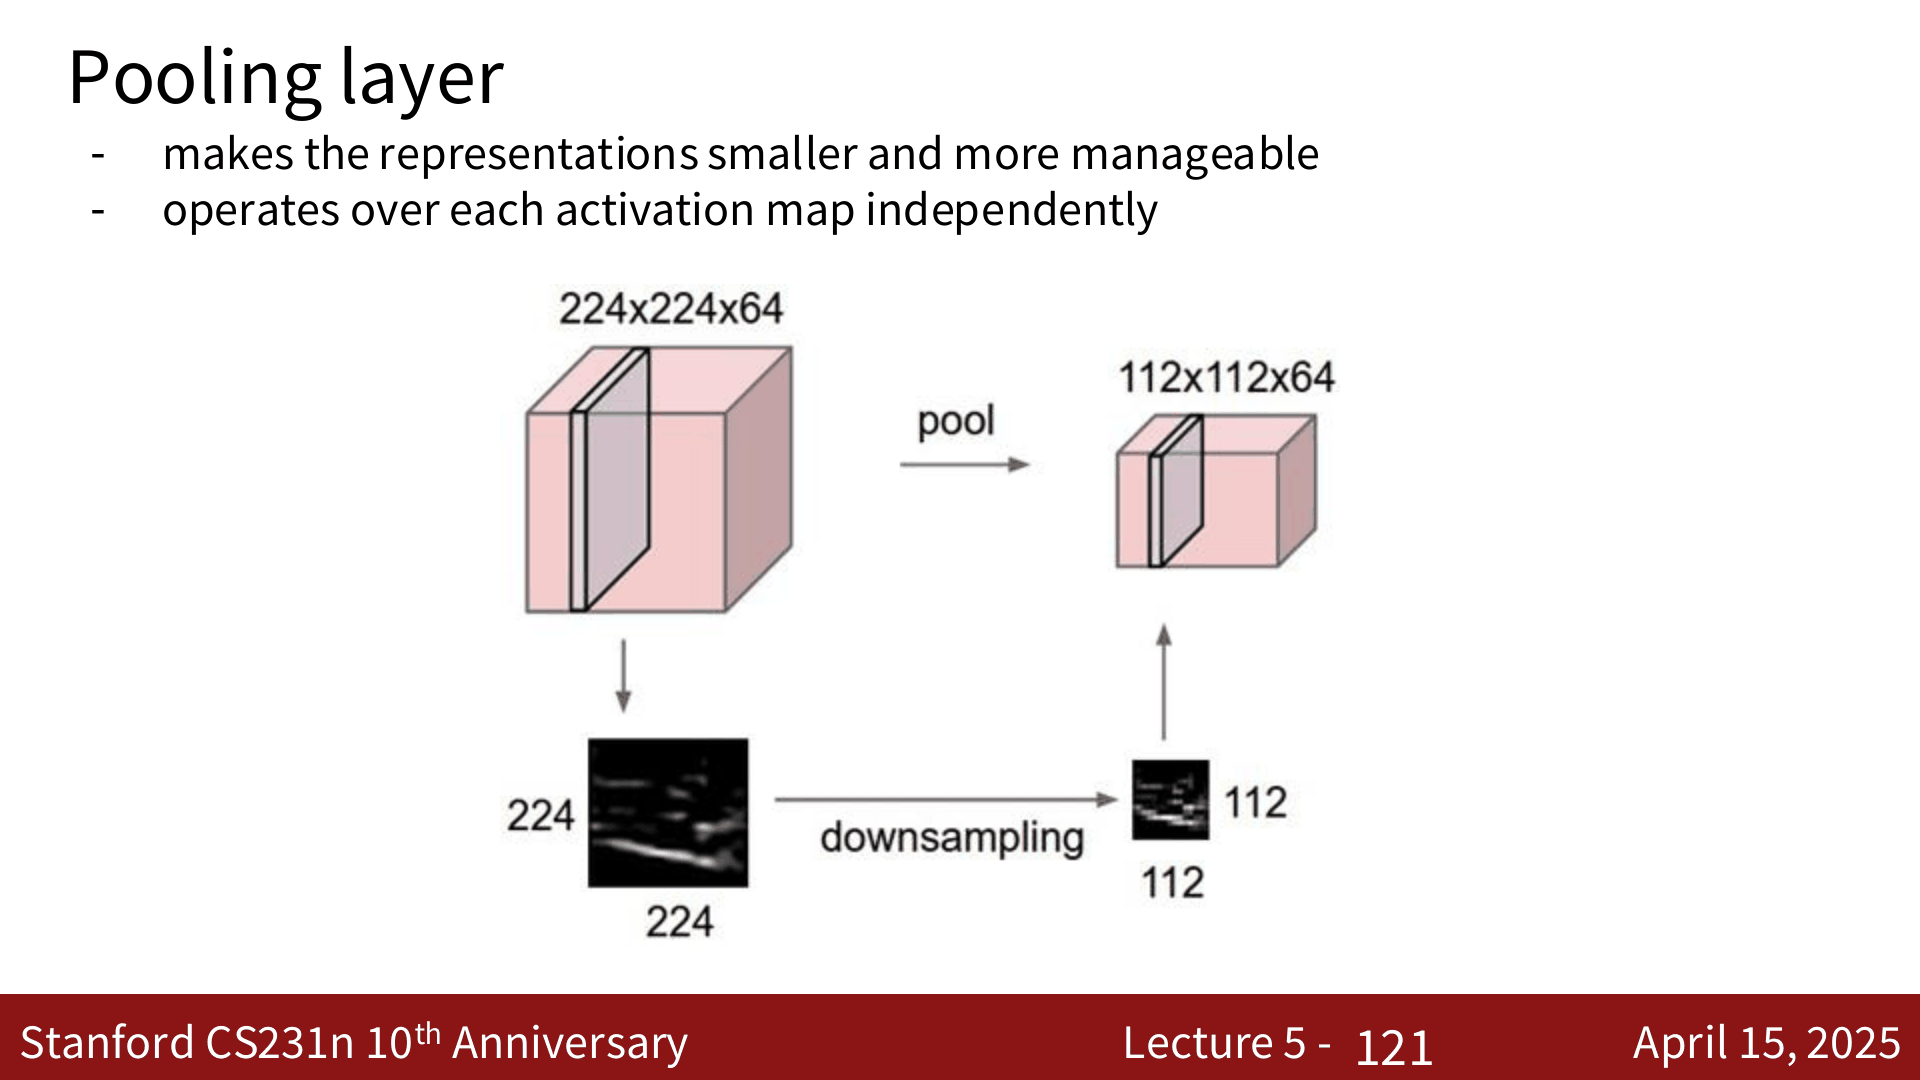 Pooling layer
- makes the representations smaller and more manageable
- operates over each activation map independently
224x224x64
112x112x64
pool
224
downsampling
112
112
224
Stanford CS231n 10th Anniversary
Lecture 5 - 121
April 15, 2025